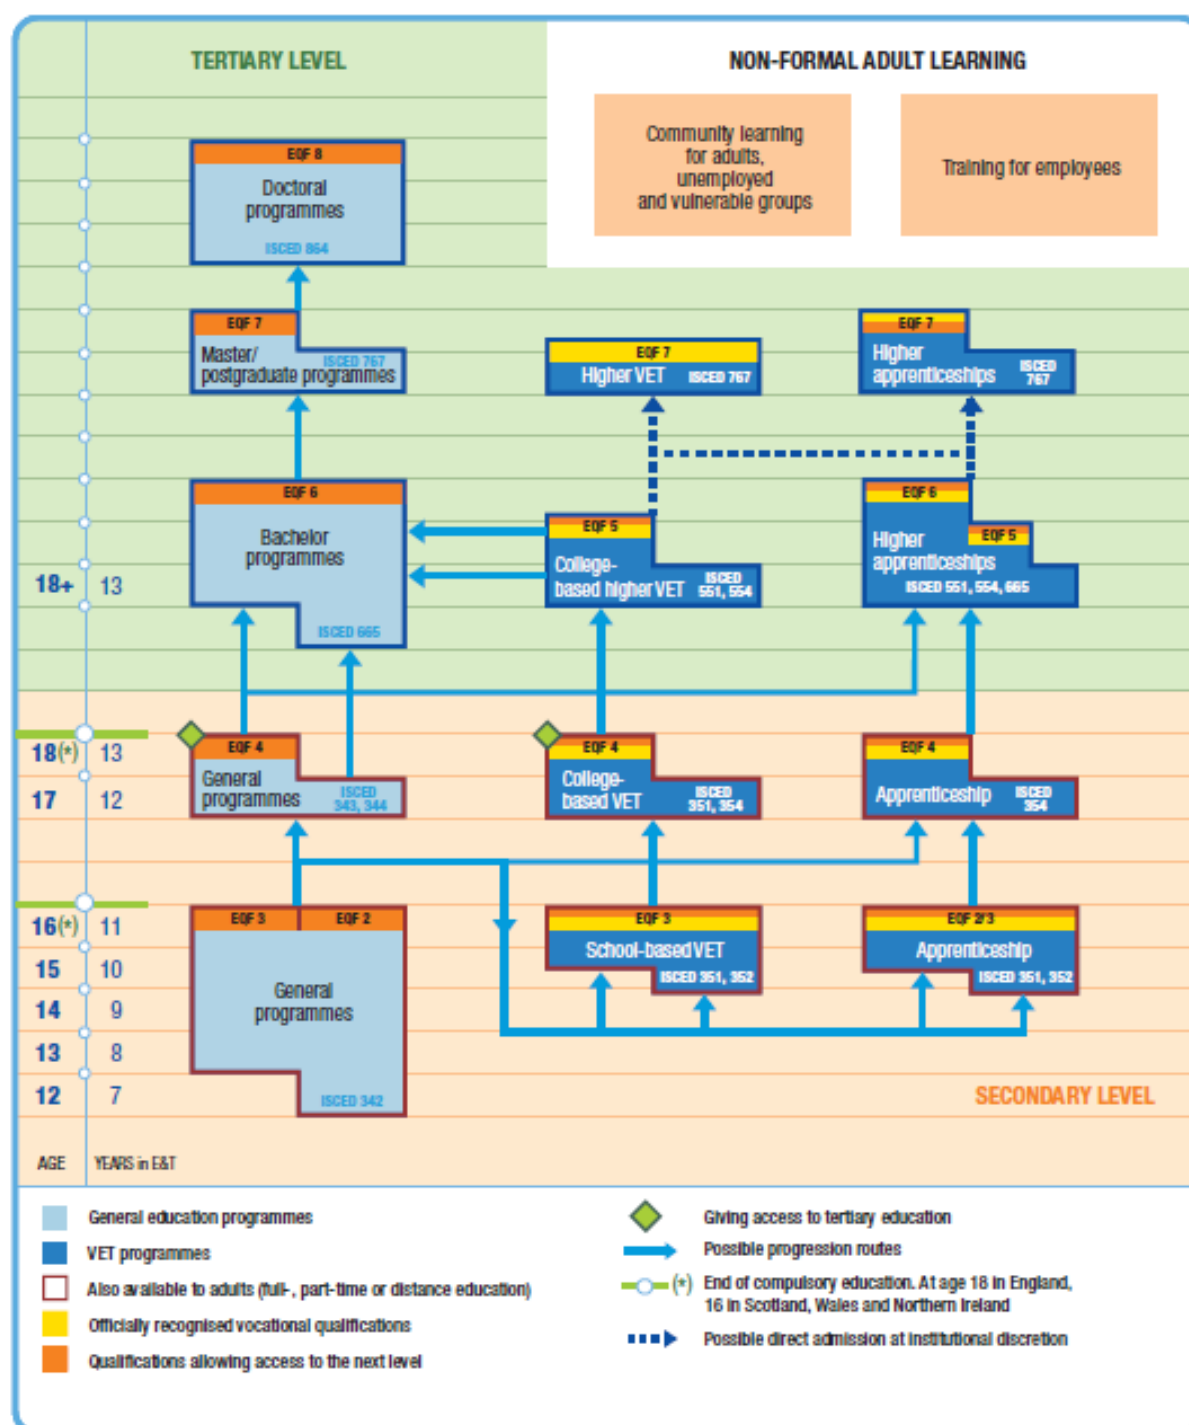 TERTIARY LEVEL
NON-FORMAL ADULT LEARNING
Community learning
for adults,
unemployed
and vulnerable groups
Training for employees
EQF 8
Doctoral
programmes
ISCED 864
EQF 7
Master/
postgraduate programmes
ISCED 767
EQF 7
Higher VET
ISCED 767
EQF 7
Higher
apprenticeships
ISCED
767
EQF 6
Bachelor
programmes
ISCED 665
EQF 5
College-
based higher VET
ISCED
551, 554
EQF 6
EQF 5
Higher
apprenticeships
ISCED 551, 554, 665
18+ 13
18(*) 13
17 12
EQF 4
General
programmes
ISCED
343, 344
EQF 4
College-
based VET
ISCED
351, 354
EQF 4
Apprenticeship
ISCED
354
16(*) 11
15 10
14 9
13 8
12 7
EQF 3
EQF 2
General
programmes
ISCED 342
EQF 3
School-based VET
ISCED 351, 352
EQF 2/3
Apprenticeship
ISCED 351, 352
SECONDARY LEVEL
AGE
YEARS in E&T
General education programmes
VET programmes
Also available to adults (full-, part-time or distance education)
Officially recognised vocational qualifications
Qualifications allowing access to the next level
Giving access to tertiary education
Possible progression routes
(*) End of compulsory education. At age 18 in England,
16 in Scotland, Wales and Northern Ireland
Possible direct admission at institutional discretion